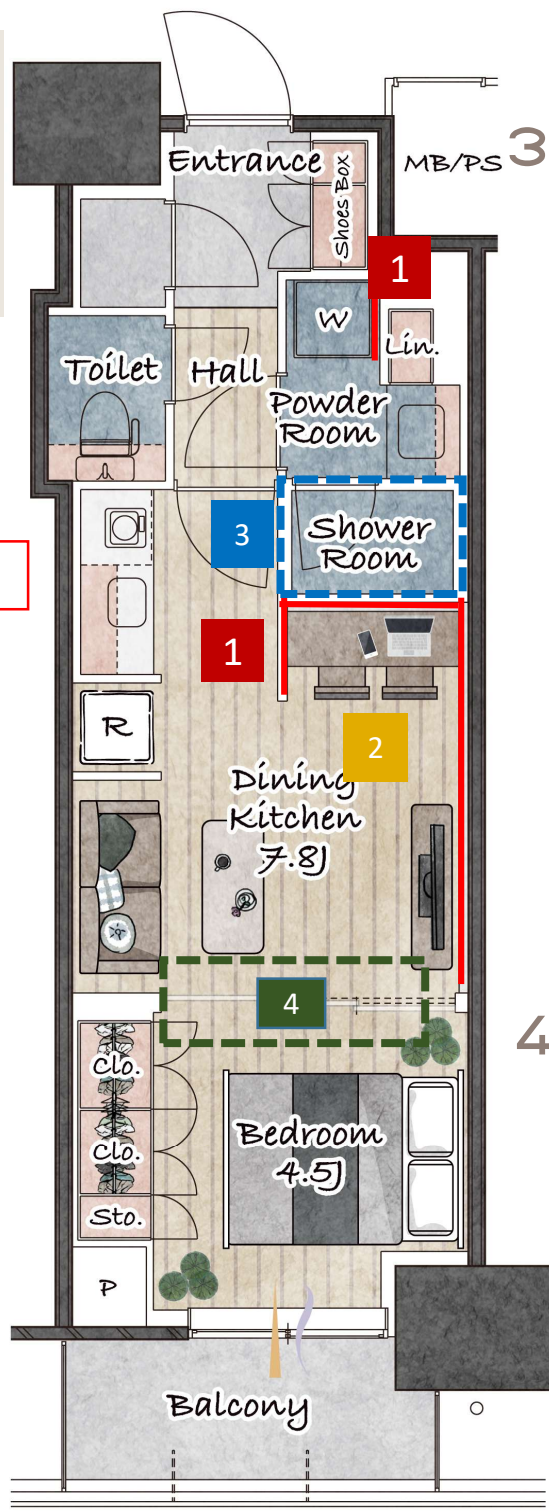 Entrance
Shoes Box
MB/PS
3
1
W
Lin.
Toilet
Hall
Powder
Room
3
Shower
Room
1
R
2
Dining
Kitchen
7.8J
4
4
Clo.
Clo.
Sto.
Bedroom
4.5J
P
Balcony